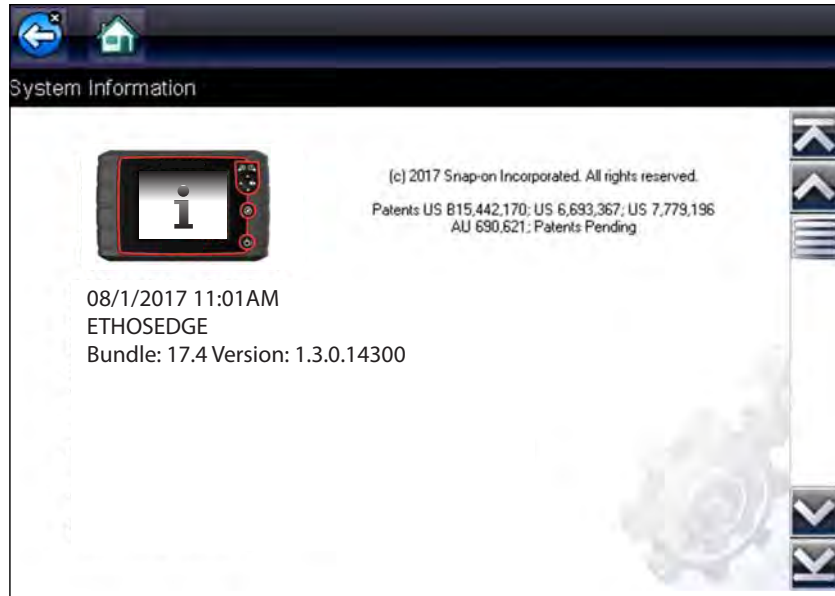 System Information
(c) 2017 Snap-on Incorporated. All rights reserved.
Patents US B15,442,170; US 6,693,367; US 7,779,196
AU 690,621; Patents Pending
08/1/2017 11:01AM
ETHOSEDGE
Bundle: 17.4 Version: 1.3.0.14300